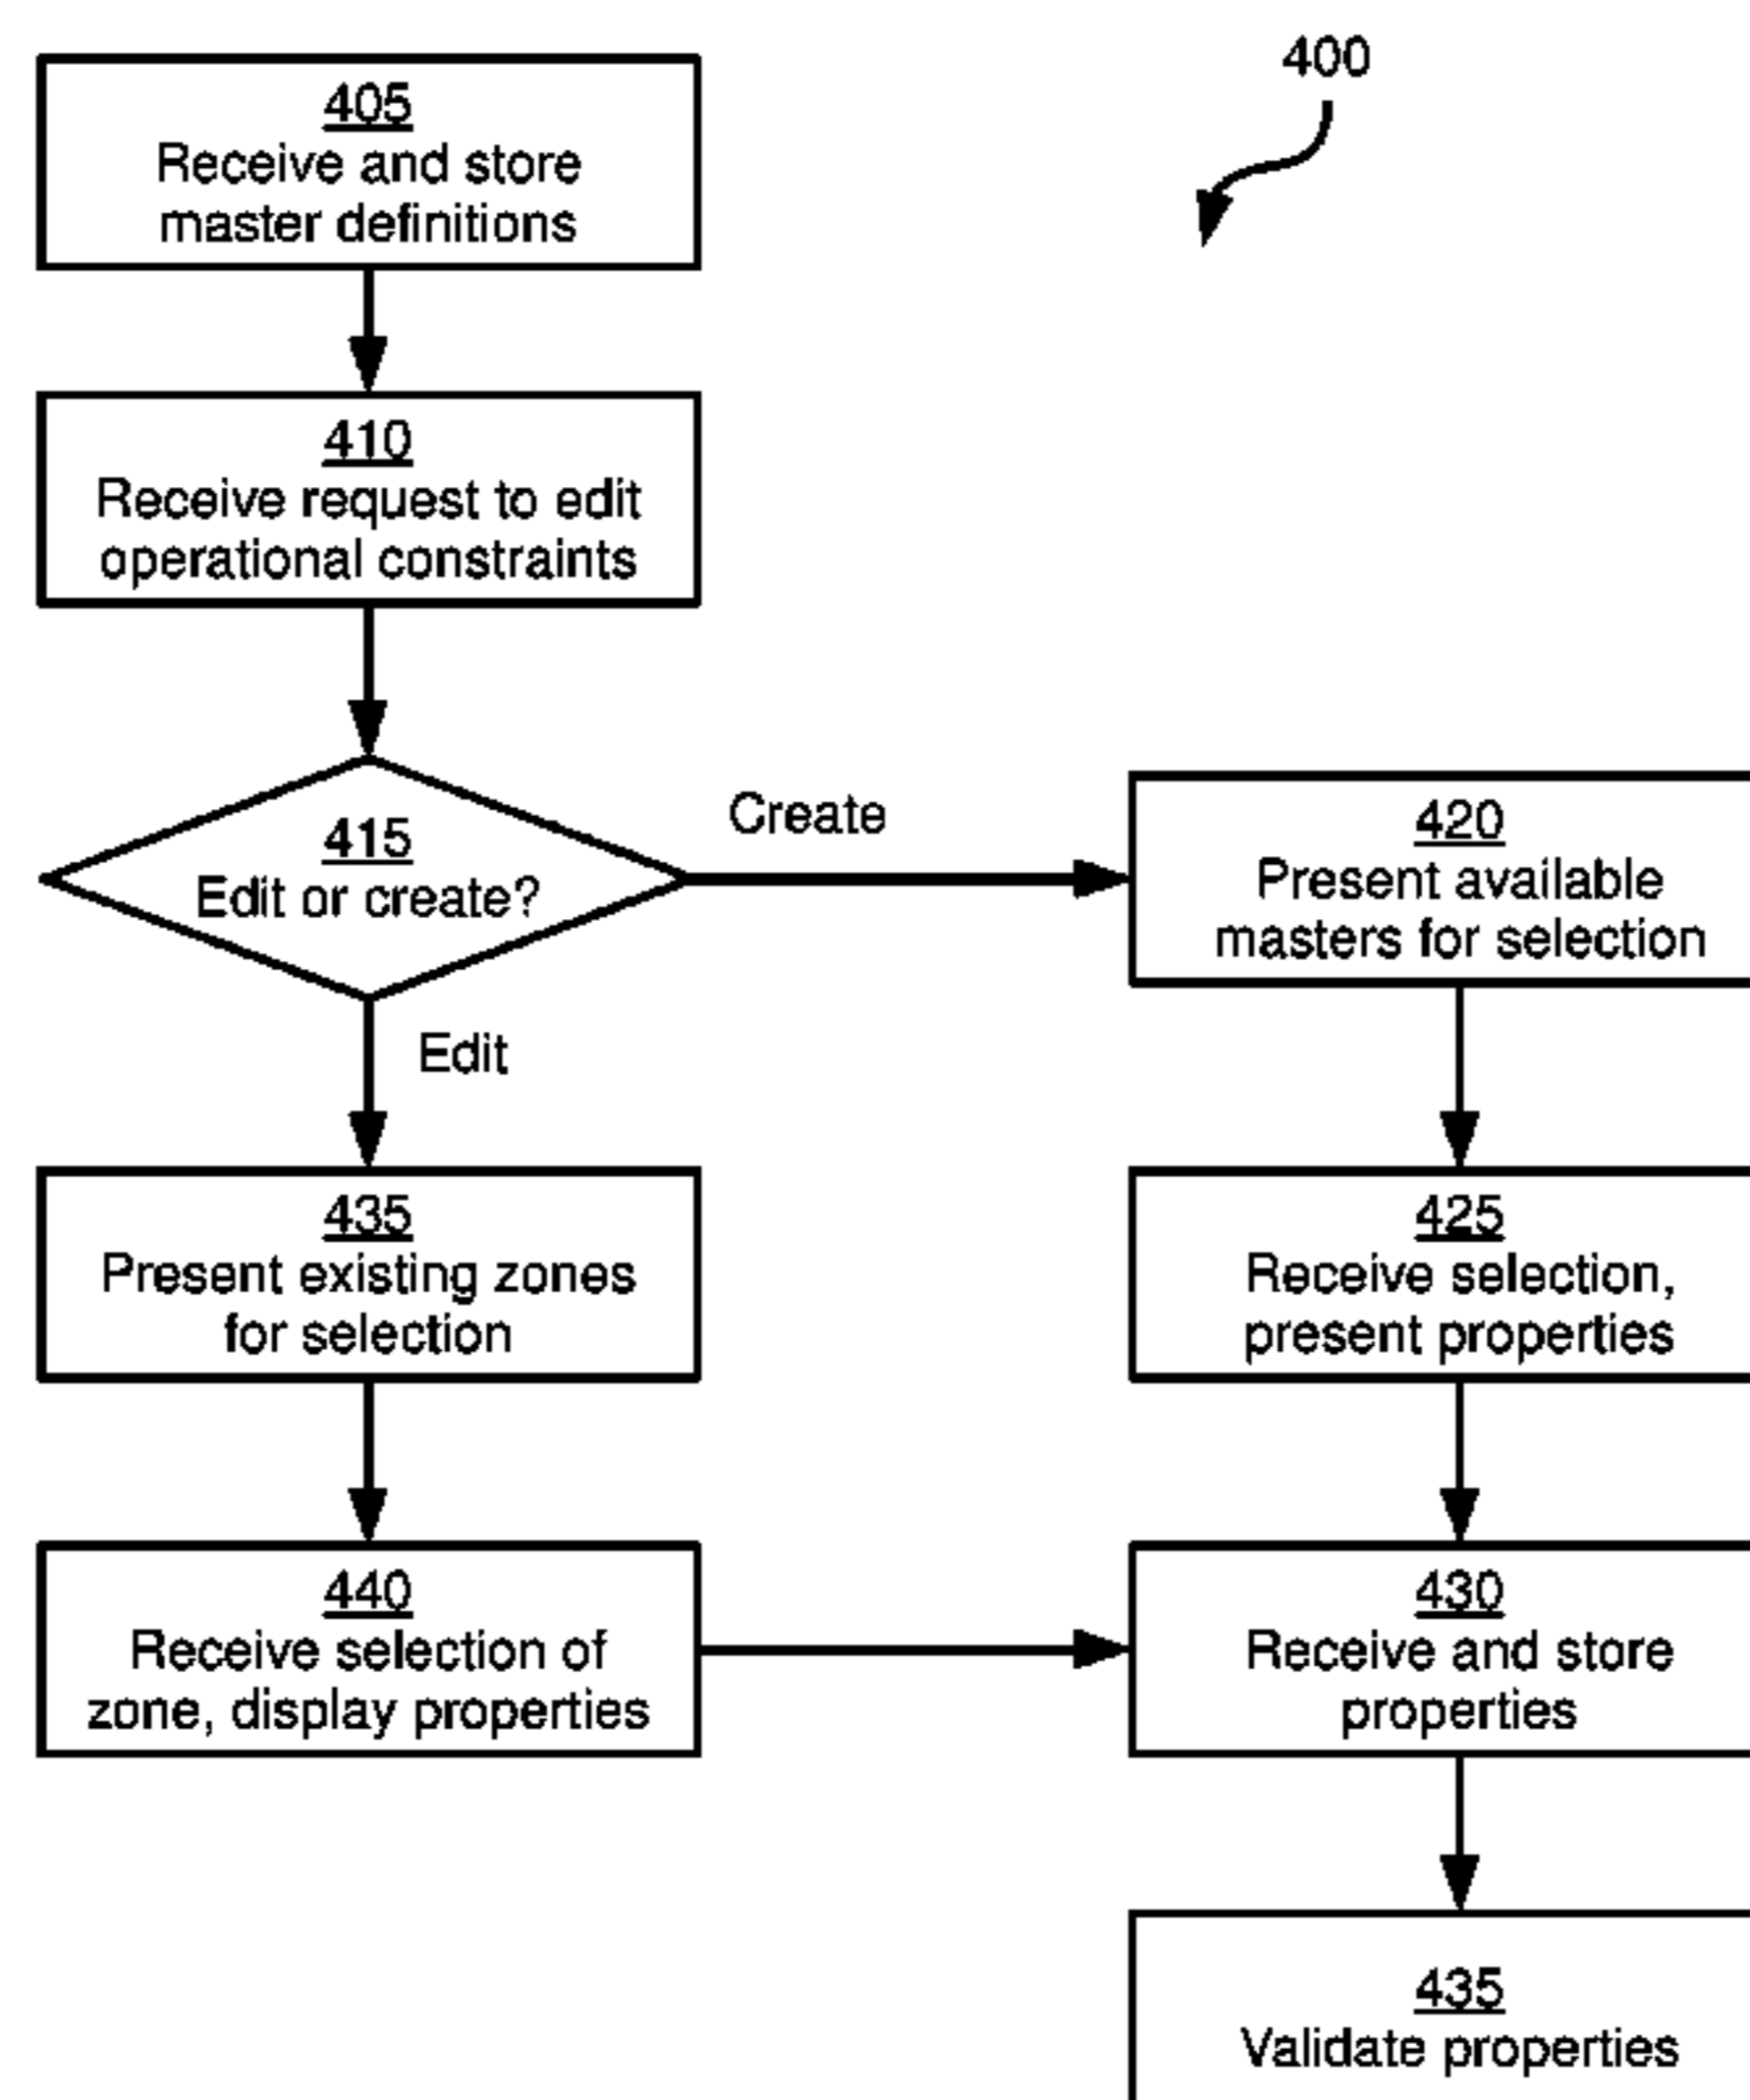 400
405
Receive and store
master definitions
410
Receive request to edit
operational constraints
415
Edit or create?
Create
Edit
420
Present available
masters for selection
435
Present existing zones
for selection
425
Receive selection,
present properties
440
Receive selection of
zone, display properties
430
Receive and store
properties
435
Validate properties